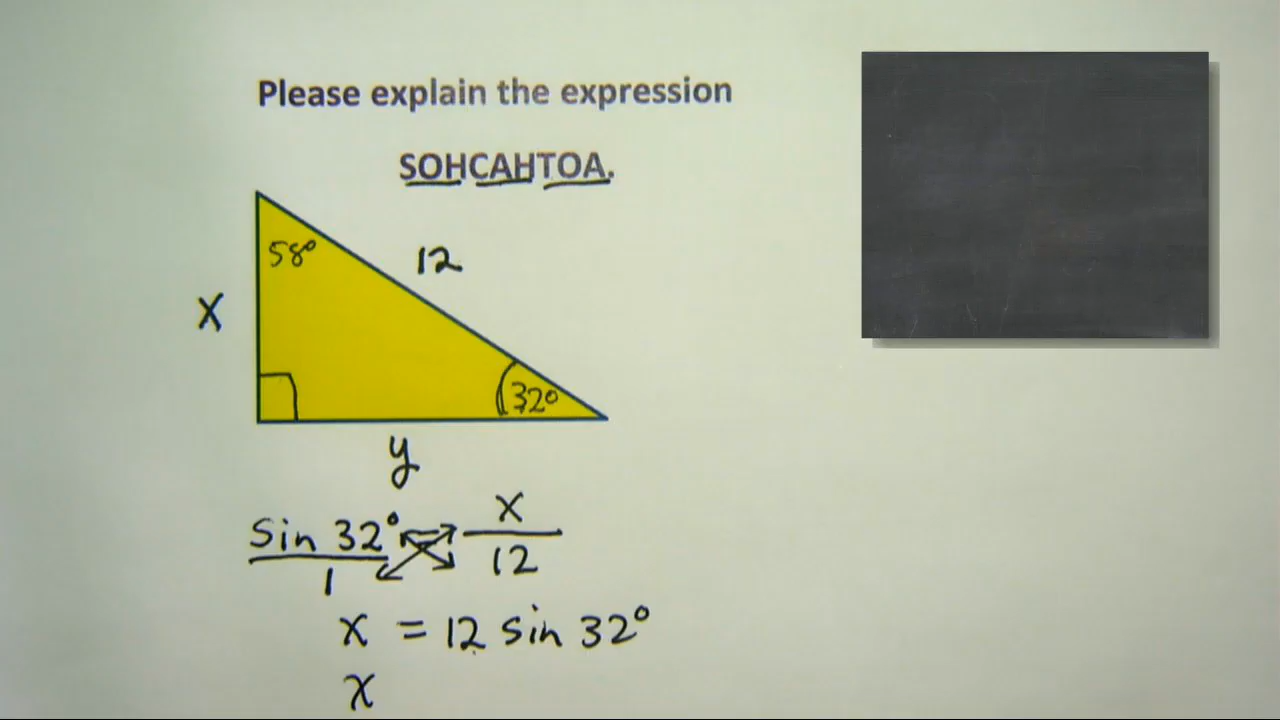 Please explain the expression
SOHCAHTOA.
58°
12
x
32°
y
sin 32° = x
1 12
x = 12 sin 32°
x